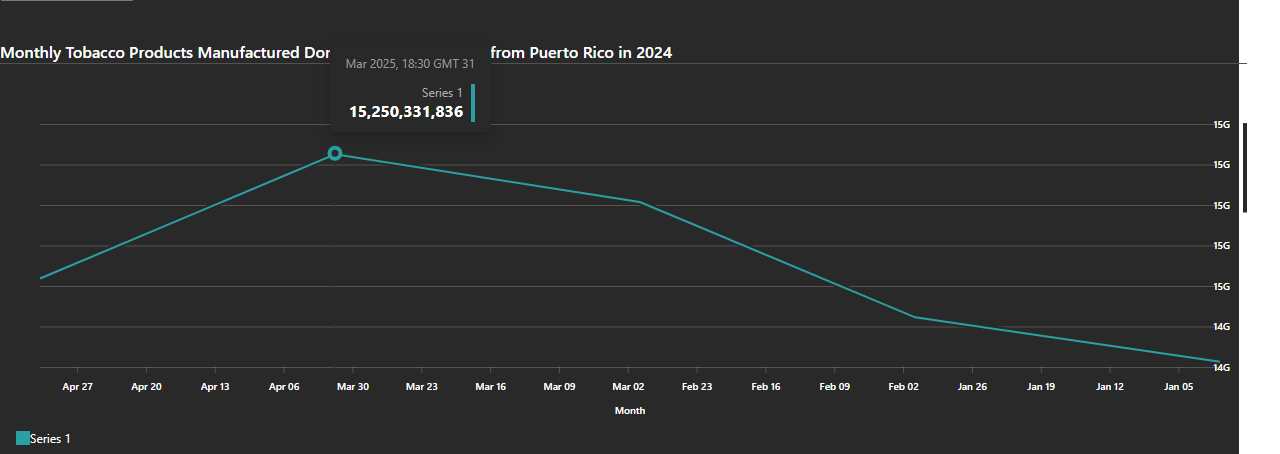 Monthly Tobacco Products Manufactured Dor from Puerto Rico in 2024
Mar 2025, 18:30 GMT 31
Series 1
15,250,331,836
15G
15G
15G
15G
15G
14G
14G
Apr 27 Apr 20 Apr 13 Apr 06 Mar 30 Mar 23 Mar 16 Mar 09 Mar 02 Feb 23 Feb 16 Feb 09 Feb 02 Jan 26 Jan 19 Jan 12 Jan 05
Month
Series 1